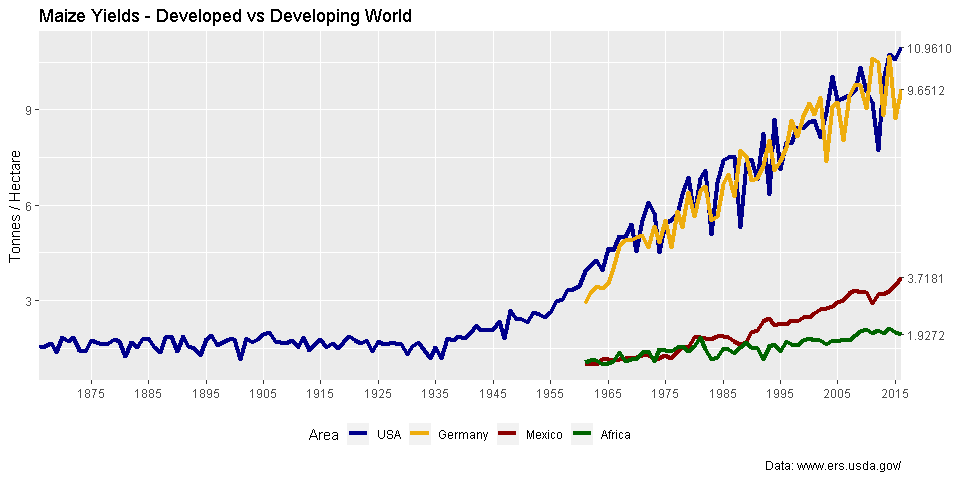 Maize Yields - Developed vs Developing World
Tonnes / Hectare
9
6
3
10.9610
9.6512
3.7181
1.9272
1875 1885 1895 1905 1915 1925 1935 1945 1955 1965 1975 1985 1995 2005 2015
Area USA Germany Mexico Africa
Data: www.ers.usda.gov/